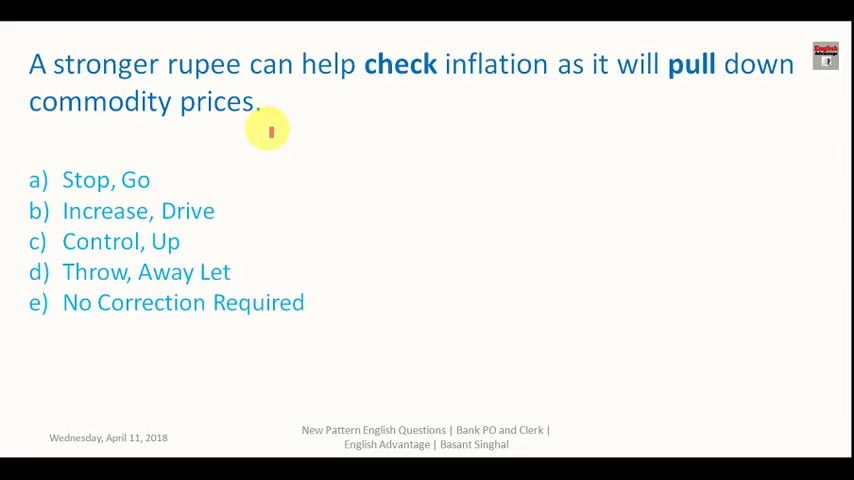 A stronger rupee can help check inflation as it will pull down
commodity prices.
English
Advantage
a) Stop, Go
b) Increase, Drive
c) Control, Up
d) Throw, Away Let
e) No Correction Required
Wednesday, April 11, 2018
New Pattern English Questions | Bank PO and Clerk |
English Advantage | Basant Singhal